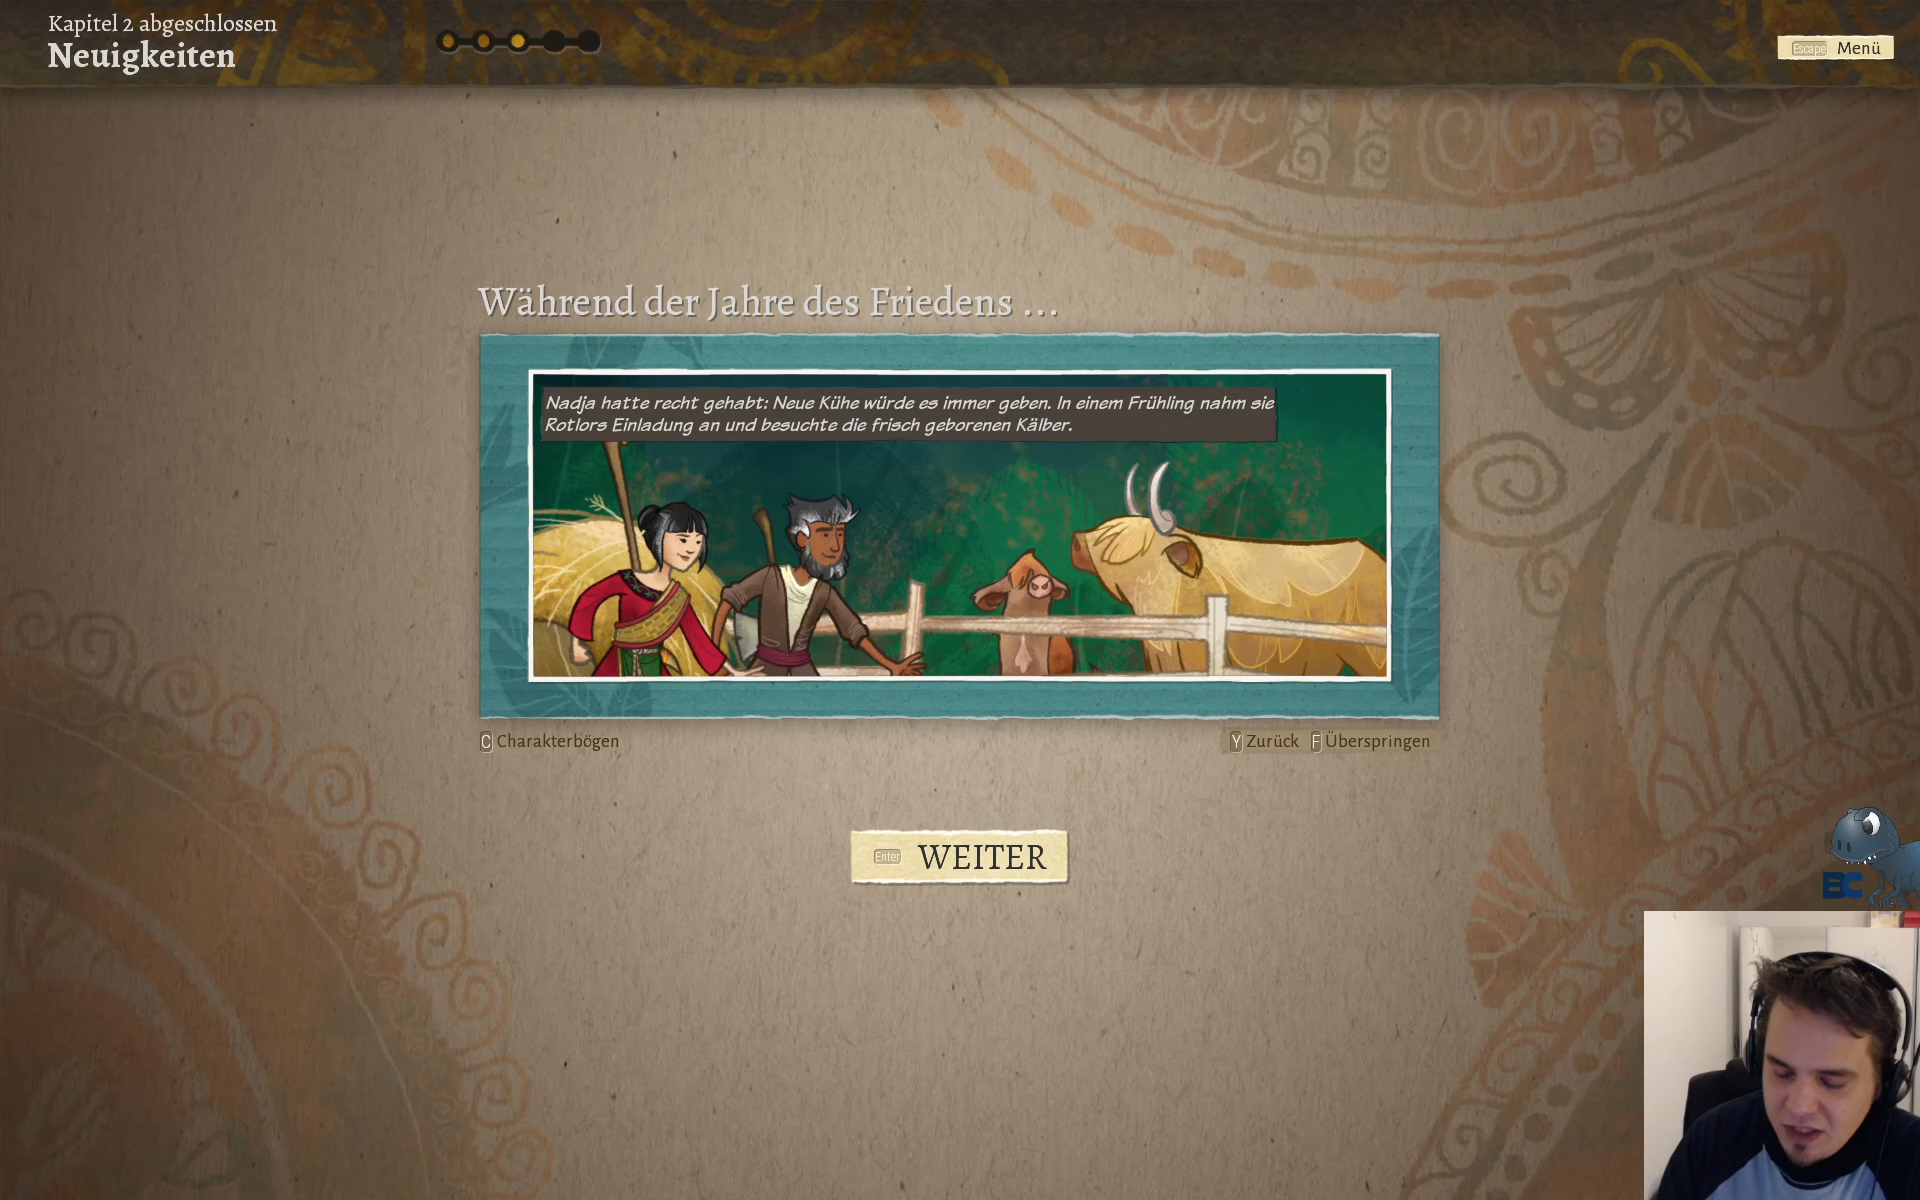 Kapitel 2 abgeschlossen
Neuigkeiten
Escape Menü
Während der Jahre des Friedens ...
Nadja hatte recht gehabt: Neue Kühe würde es immer geben. In einem Frühling nahm sie
Rotlors Einladung an und besuchte die frisch geborenen Kälber.
C Charakterbögen
Y Zurück F Überspringen
Enter WEITER
BC